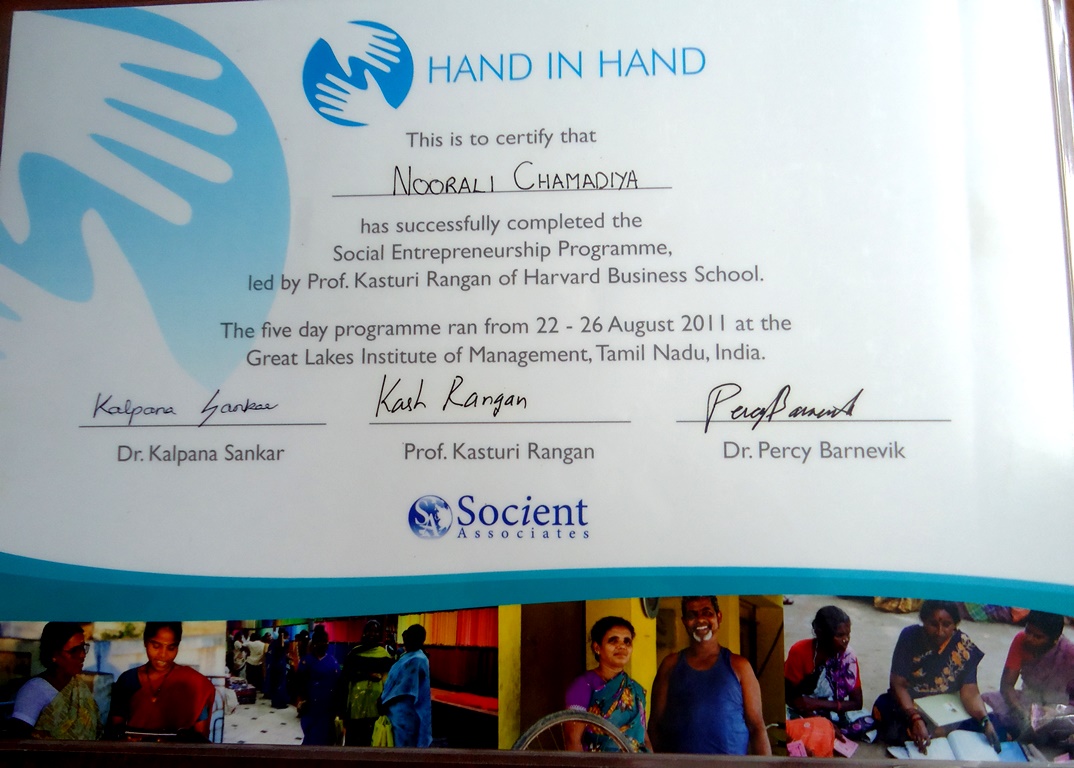 HAND IN HAND
This is to certify that
NOORALI CHAMADIYA
has successfully completed the
Social Entrepreneurship Programme,
led by Prof. Kasturi Rangan of Harvard Business School.
The five day programme ran from 22 - 26 August 2011 at the
Great Lakes Institute of Management, Tamil Nadu, India.
Kalpana Sankar Kash Rangan Percy Barnevik
Dr. Kalpana Sankar Prof. Kasturi Rangan Dr. Percy Barnevik
SA Socient
Associates